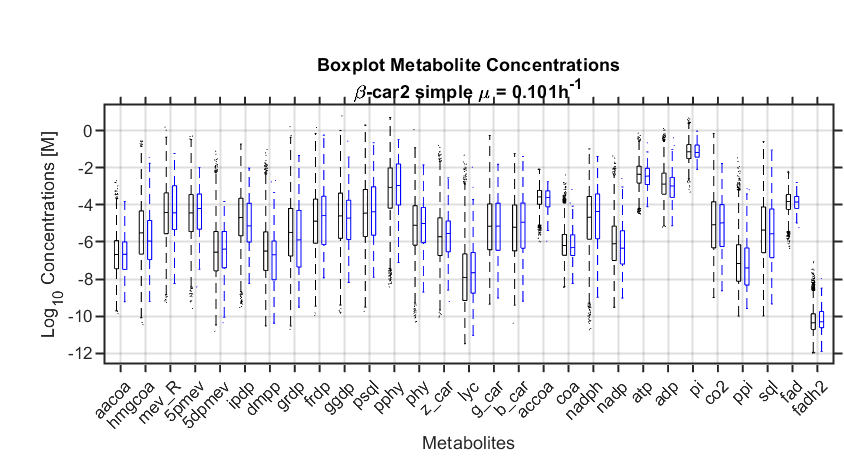 Boxplot Metabolite Concentrations
β-car2 simple μ = 0.101h⁻¹
Log₁₀ Concentrations [M]
0
-2
-4
-6
-8
-10
-12
aacoa
hmgcoa
mev_R
5pmev
5dpmev
ipdp
dmpp
grdp
frdp
ggdp
psql
pphy
phy
z_car
lyc
g_car
b_car
accoa
coa
nadph
nadp
atp
adp
pi
co2
ppi
sql
fad
fadh2
Metabolites